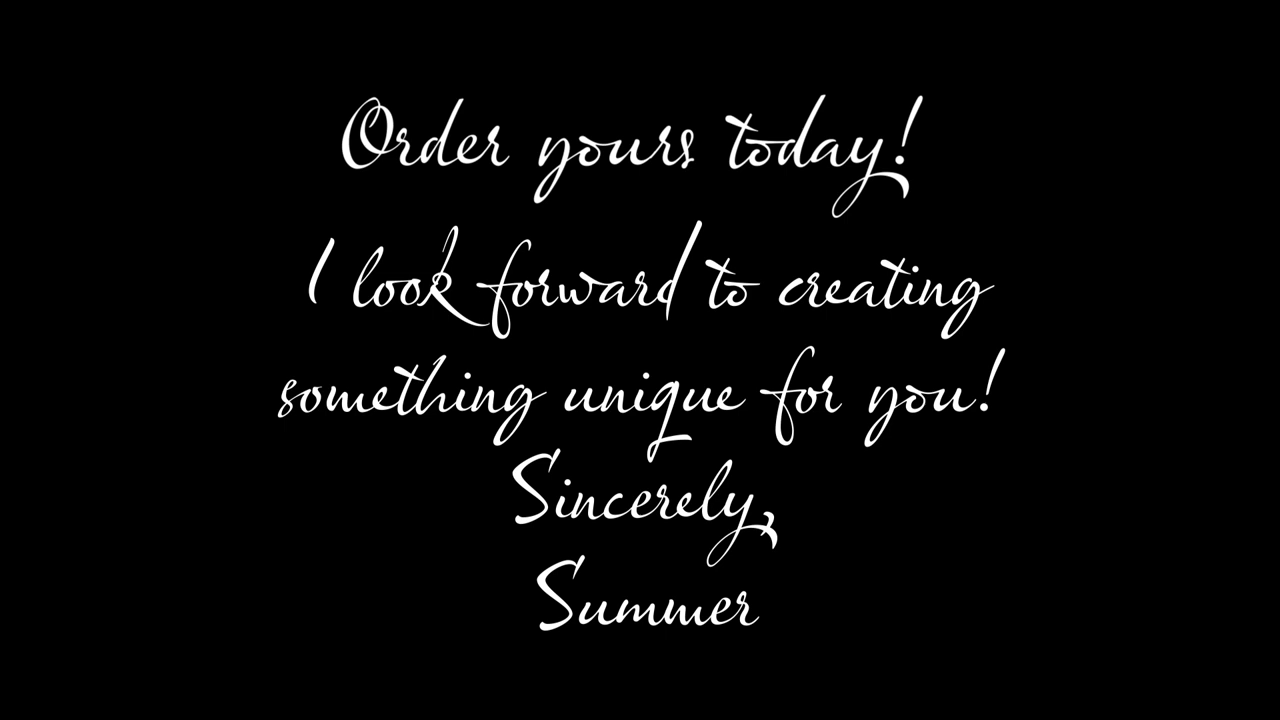 Order yours today!
I look forward to creating
something unique for you!
Sincerely,
Summer